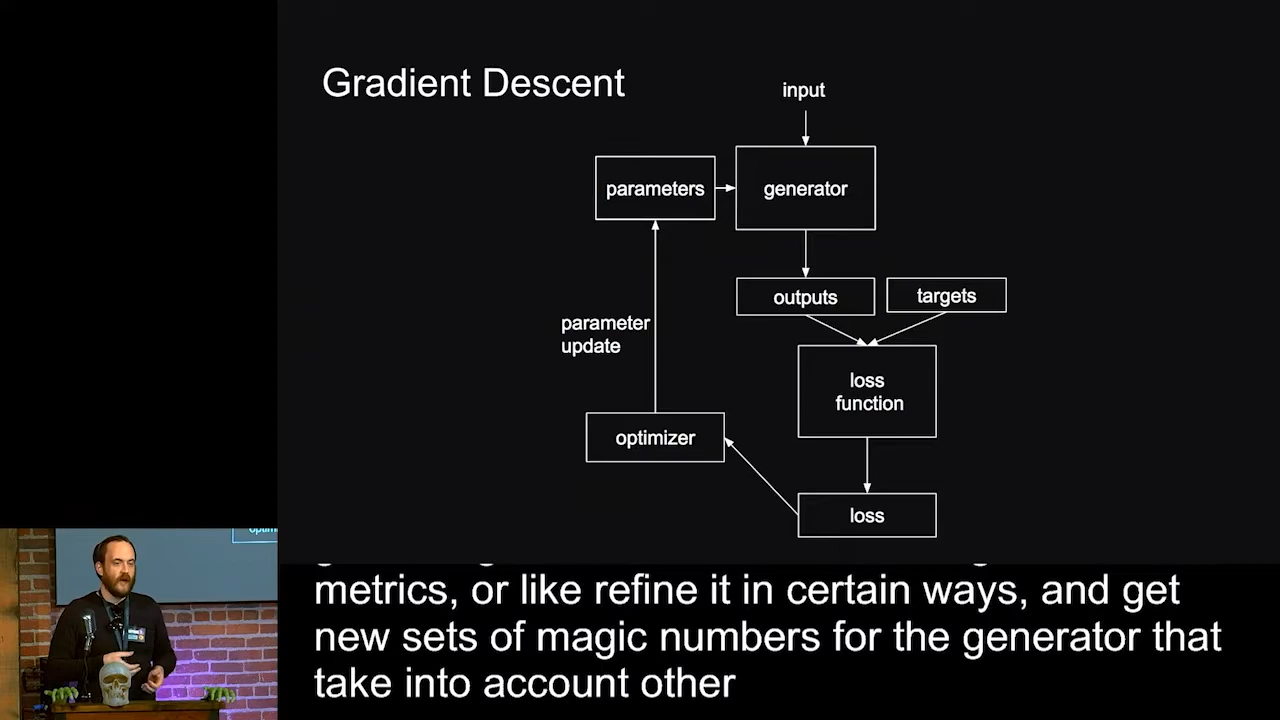 Gradient Descent
input
parameters
generator
outputs
targets
parameter
update
loss
function
optimizer
loss
metrics, or like refine it in certain ways, and get
new sets of magic numbers for the generator that
take into account other